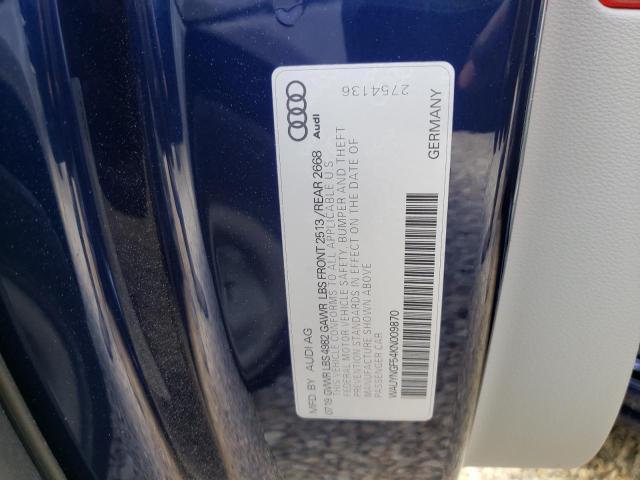 MFD. BY AUDI AG
07/18 GWWR LBS 4982 GAWR LBS FRONT 2513 / REAR 2668
THIS VEHICLE CONFORMS TO ALL APPLICABLE U S
FEDERAL MOTOR VEHICLE SAFETY, BUMPER AND THEFT
PREVENTION STANDARDS IN EFFECT ON THE DATE OF
MANUFACTURE SHOWN ABOVE
PASSENGER CAR
WAUYNGF54KN009870
Audi
2754136
GERMANY